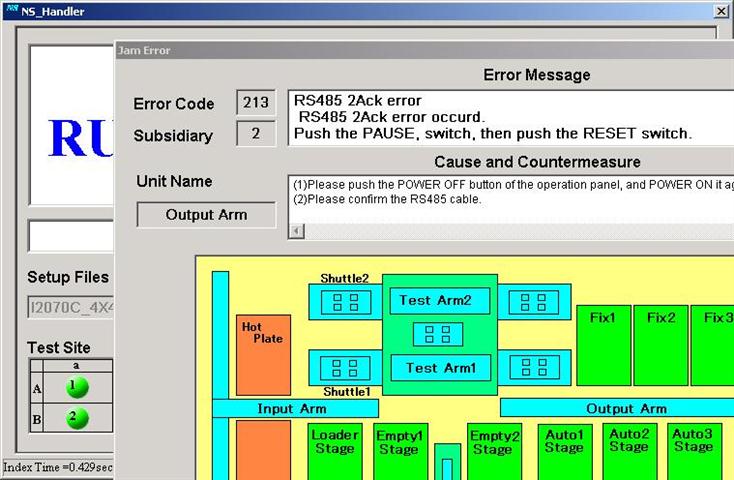 NS NS_Handler
Jam Error
Error Message
Error Code 213
RS485 2Ack error
RS485 2Ack error occurd.
Push the PAUSE, switch, then push the RESET switch.
Subsidiary 2
RU
Cause and Countermeasure
Unit Name
Output Arm
(1)Please push the POWER OFF button of the operation panel, and POWER ON it ag
(2)Please confirm the RS485 cable.
Setup Files
I2070C_4X4
Test Site
a
A 1
B 2
Index Time =0.429sec
Shuttle2
Test Arm2
Hot
Plate
Fix1 Fix2 Fix3
Test Arm1
Shuttle1
Input Arm
Output Arm
Loader
Stage
Empty1
Stage
Empty2
Stage
Auto1
Stage
Auto2
Stage
Auto3
Stage